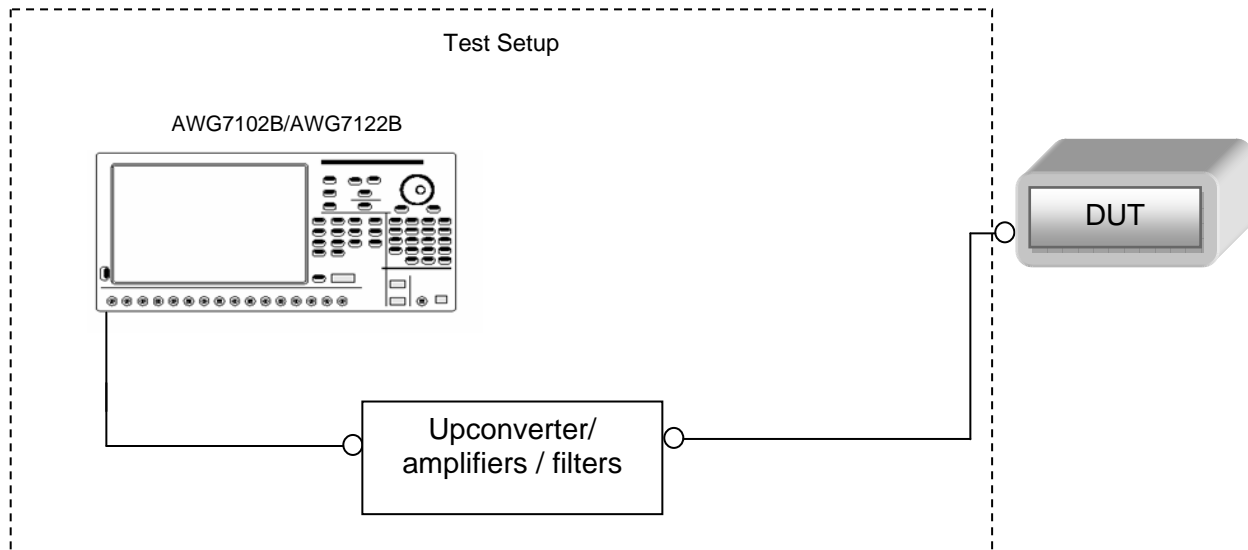 Test Setup
AWG7102B/AWG7122B
DUT
Upconverter/
amplifiers / filters